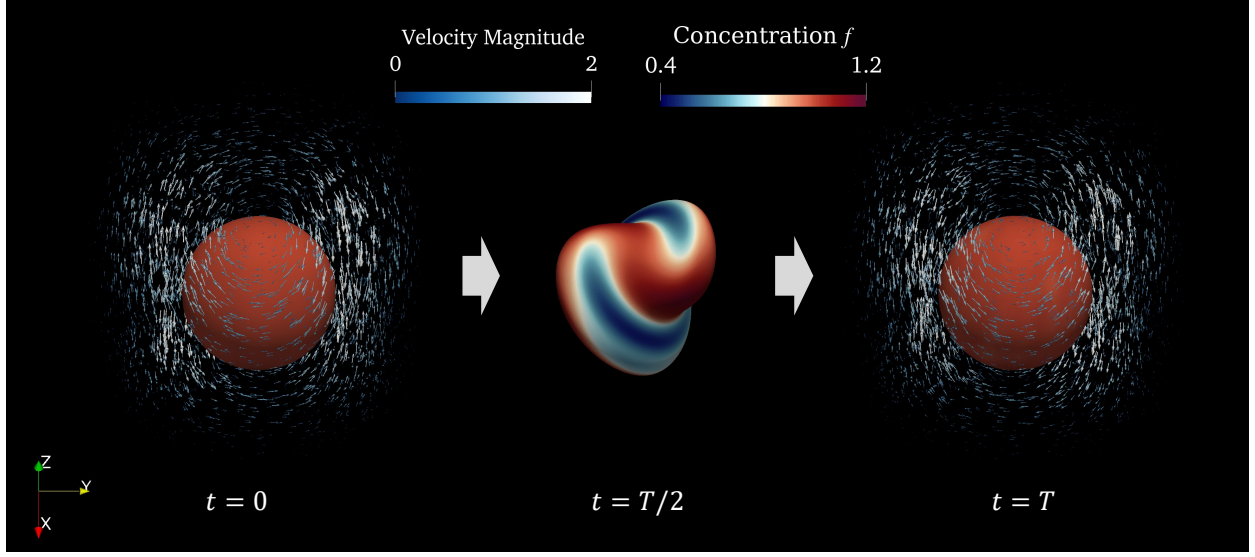 Velocity Magnitude
0 2
Concentration f
0.4 1.2
Z
Y
X
t = 0
t = T/2
t = T